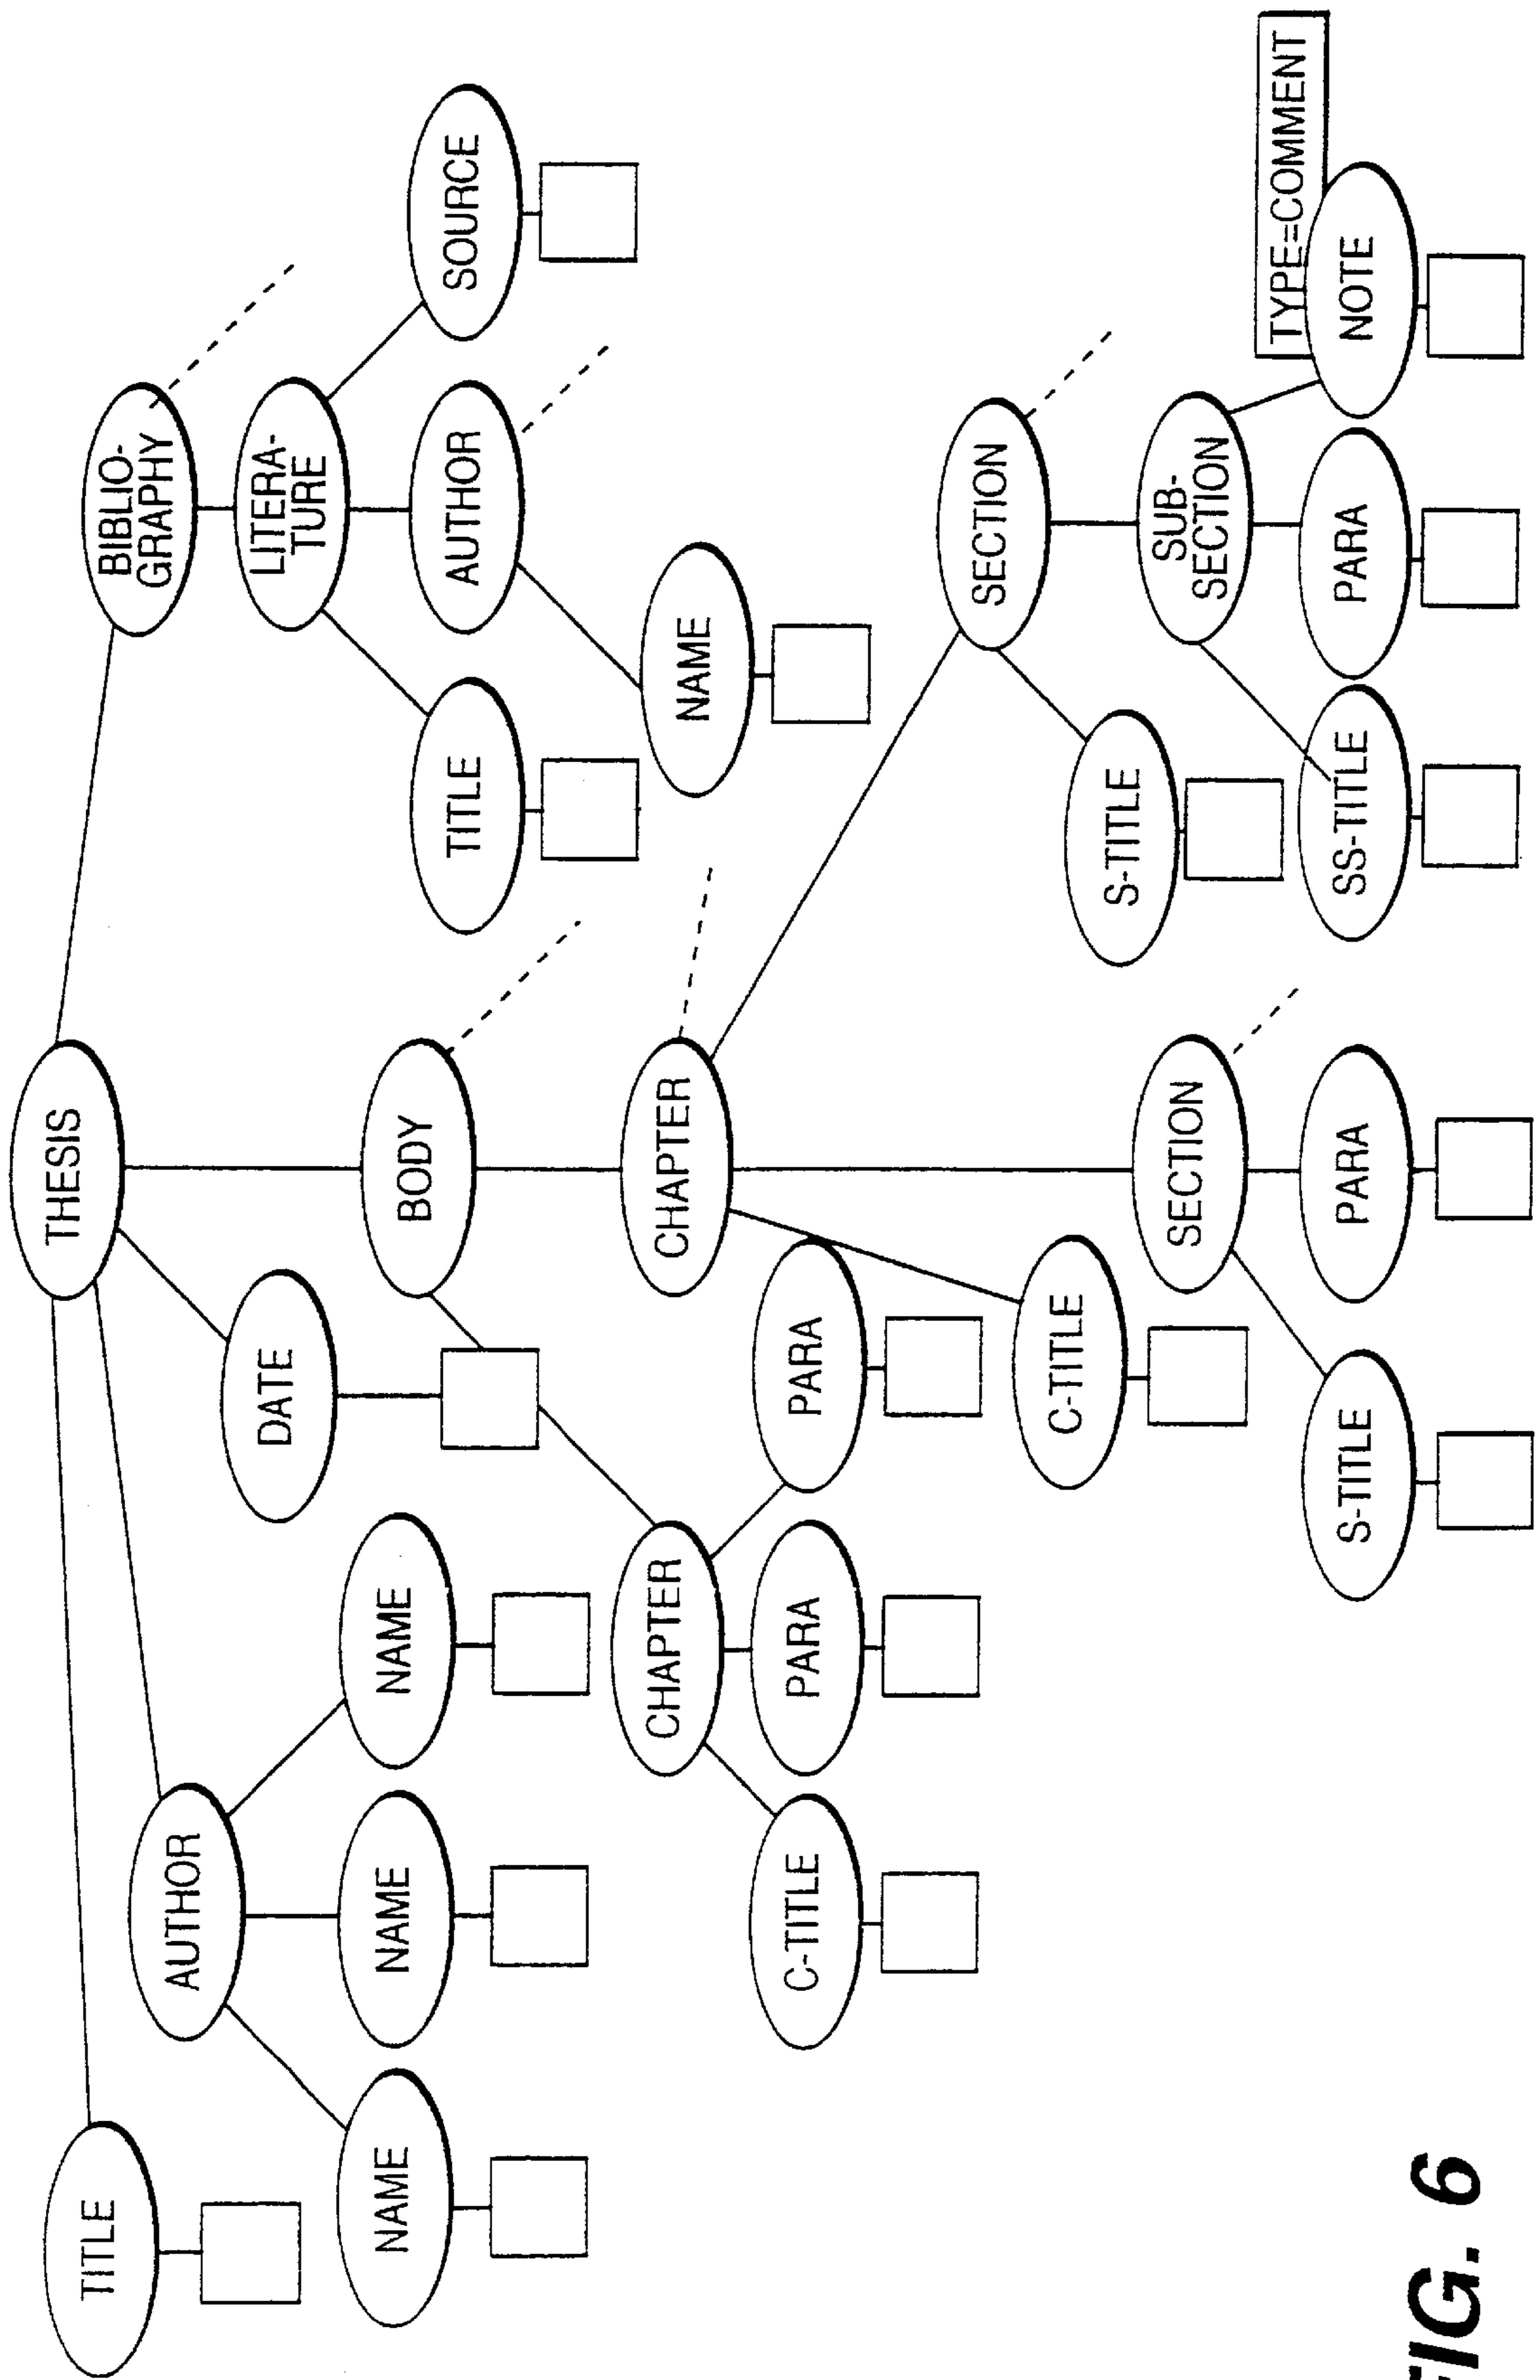 THESIS
TITLE
BIBLIO-
GRAPHY
AUTHOR
DATE
LITERA-
TURE
NAME
NAME
NAME
BODY
TITLE
AUTHOR
SOURCE
CHAPTER
CHAPTER
NAME
C-TITLE
PARA
PARA
SECTION
C-TITLE
S-TITLE
SECTION
SUB-
SECTION
TYPE=COMMENT
S-TITLE
PARA
SS-TITLE
PARA
NOTE
FIG. 6